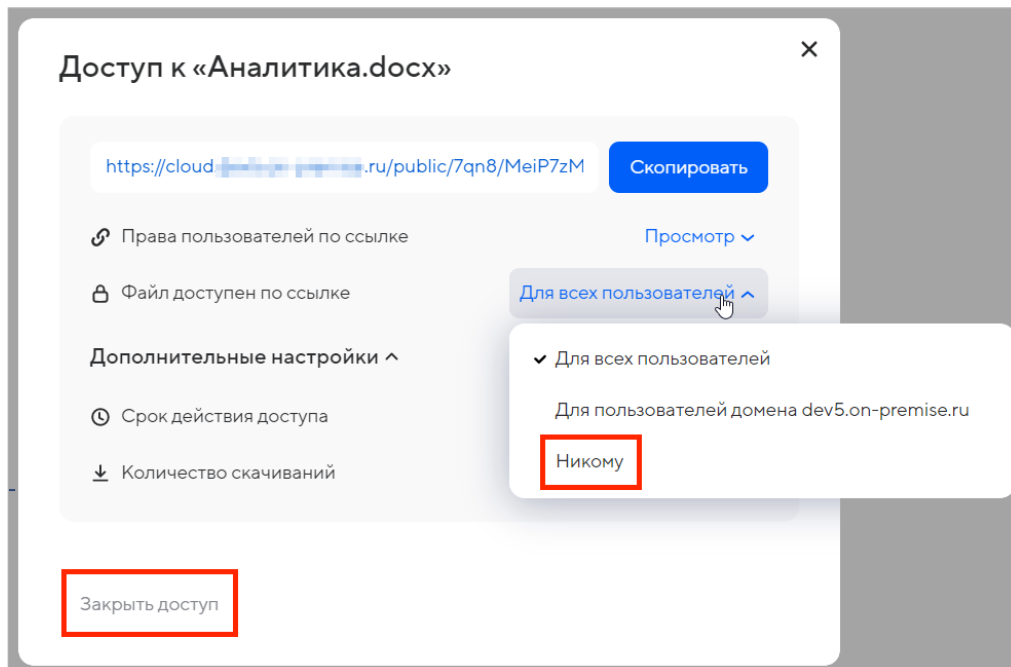 Доступ к «Аналитика.docx»
https://cloud. .ru/public/7qn8/MeiP7zM
Скопировать
Права пользователей по ссылке
Просмотр
Файл доступен по ссылке
Для всех пользователей
Дополнительные настройки
Для всех пользователей
Для пользователей домена dev5.on-premise.ru
Никому
Срок действия доступа
Количество скачиваний
Закрыть доступ